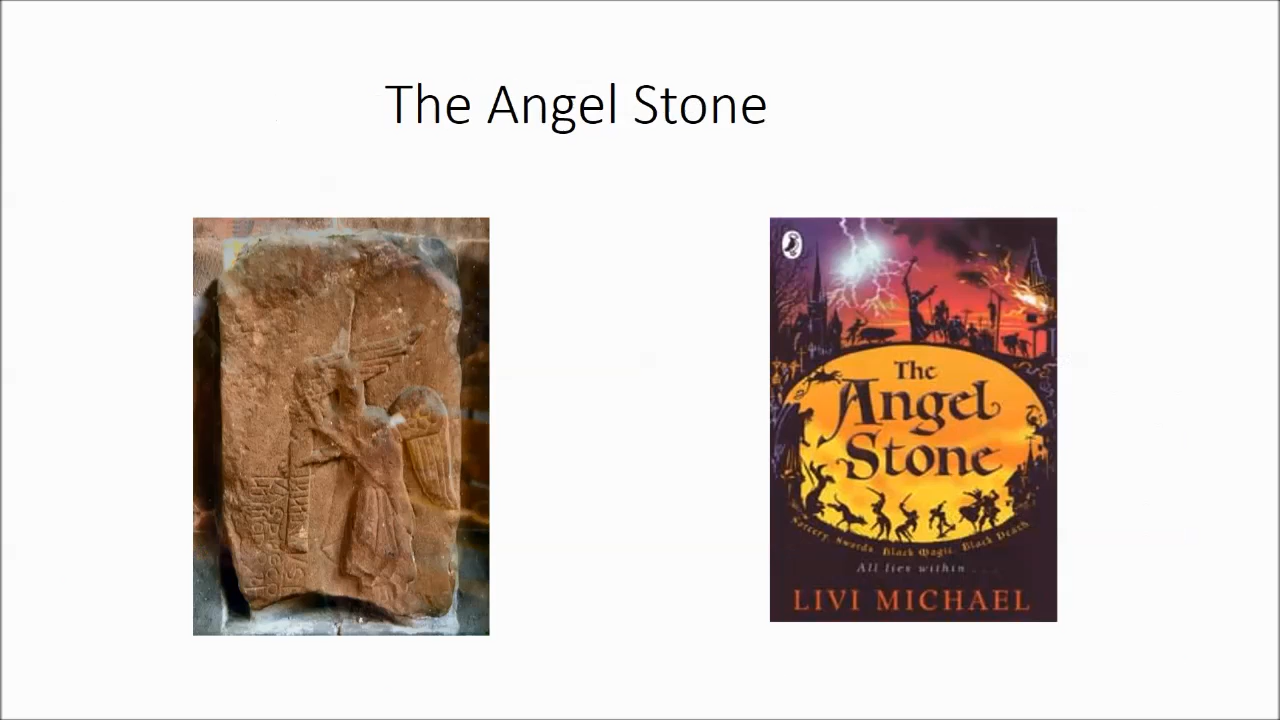 The Angel Stone
The
Angel
Stone
Sorcery. Swords. Black Magic. Black Death
All lies within . . .
LIVI MICHAEL